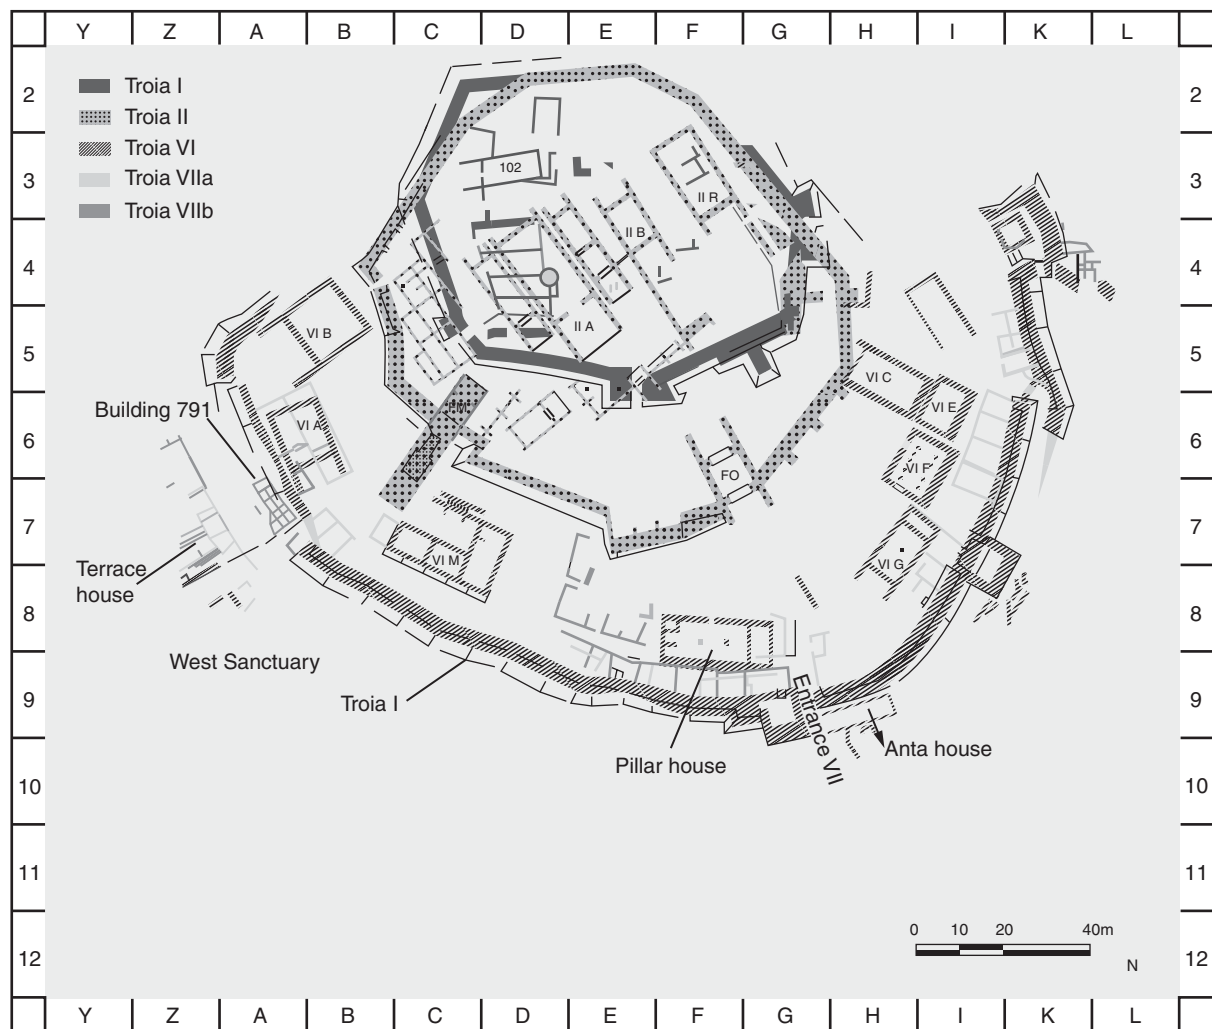 Y Z A B C D E F G H I K L
2 2
Troia I
Troia II
Troia VI
Troia VIIa
Troia VIIb
102
3 3
II R
II B
4 4
II A
VI B
5 5
VI C
VI E
Building 791
FM
VI A
6 6
VI F
FO
7 7
VI M
VI G
Terrace
house
8 8
West Sanctuary
Troia I
9 9
Entrance VII
Pillar house
Anta house
10 10
11 11
0 10 20 40m
12 12
N
Y Z A B C D E F G H I K L